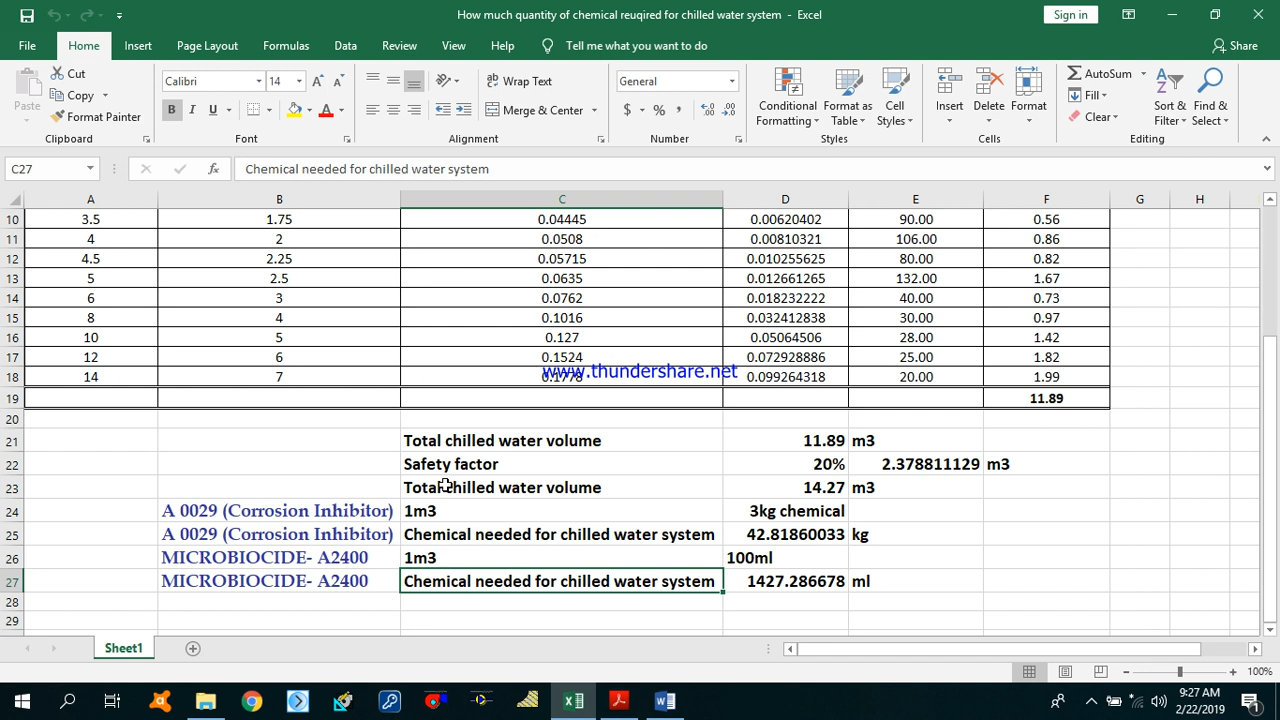 How much quantity of chemical reuqired for chilled water system - Excel
Sign in
File Home Insert Page Layout Formulas Data Review View Help Tell me what you want to do Share
Paste Cut Copy Format Painter
Calibri 14 B I U
Wrap Text
Merge & Center
General
$ % ,
Conditional Formatting Format as Table Cell Styles
Insert Delete Format
AutoSum Fill Clear
Sort & Filter Find & Select
Clipboard Font Alignment Number Styles Cells Editing
C27 fx Chemical needed for chilled water system
A B C D E F G H
10 3.5 1.75 0.04445 0.00620402 90.00 0.56
11 4 2 0.0508 0.00810321 106.00 0.86
12 4.5 2.25 0.05715 0.010255625 80.00 0.82
13 5 2.5 0.0635 0.012661265 132.00 1.67
14 6 3 0.0762 0.018232222 40.00 0.73
15 8 4 0.1016 0.032412838 30.00 0.97
16 10 5 0.127 0.05064506 28.00 1.42
17 12 6 0.1524 0.072928886 25.00 1.82
www.thundershare.net
18 14 7 0.1778 0.099264318 20.00 1.99
19 11.89
20
21 Total chilled water volume 11.89 m3
22 Safety factor 20% 2.378811129 m3
23 Total chilled water volume 14.27 m3
24 A 0029 (Corrosion Inhibitor) 1m3 3kg chemical
25 A 0029 (Corrosion Inhibitor) Chemical needed for chilled water system 42.81860033 kg
26 MICROBIOCIDE- A2400 1m3 100ml
27 MICROBIOCIDE- A2400 Chemical needed for chilled water system 1427.286678 ml
28
29
Sheet1
100%
9:27 AM
2/22/2019